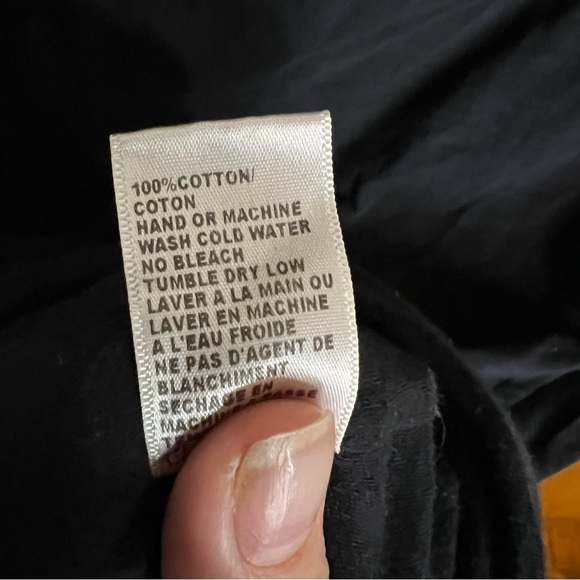 100%COTTON/
COTON
HAND OR MACHINE
WASH COLD WATER
NO BLEACH
TUMBLE DRY LOW
LAVER A LA MAIN OU
LAVER EN MACHINE
A L'EAU FROIDE
NE PAS D'AGENT DE
BLANCHIMENT
SECHAGE EN